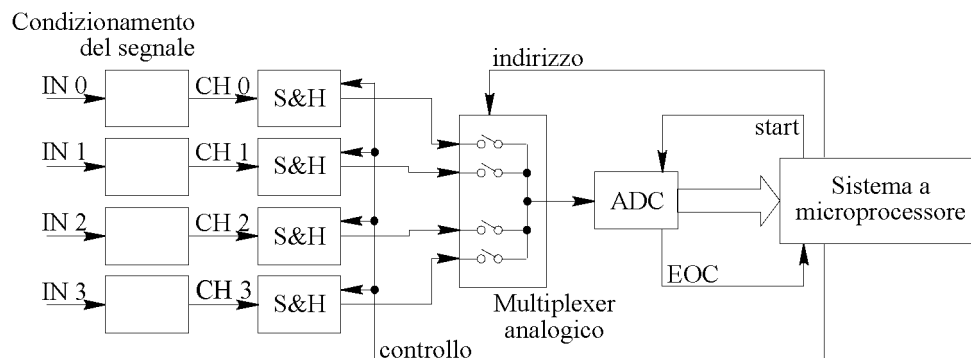 Condizionamento
del segnale
indirizzo
IN 0
CH 0
S&H
start
IN 1
CH 1
S&H
ADC
Sistema a
microprocessore
IN 2
CH 2
S&H
EOC
IN 3
CH 3
S&H
Multiplexer
analogico
controllo